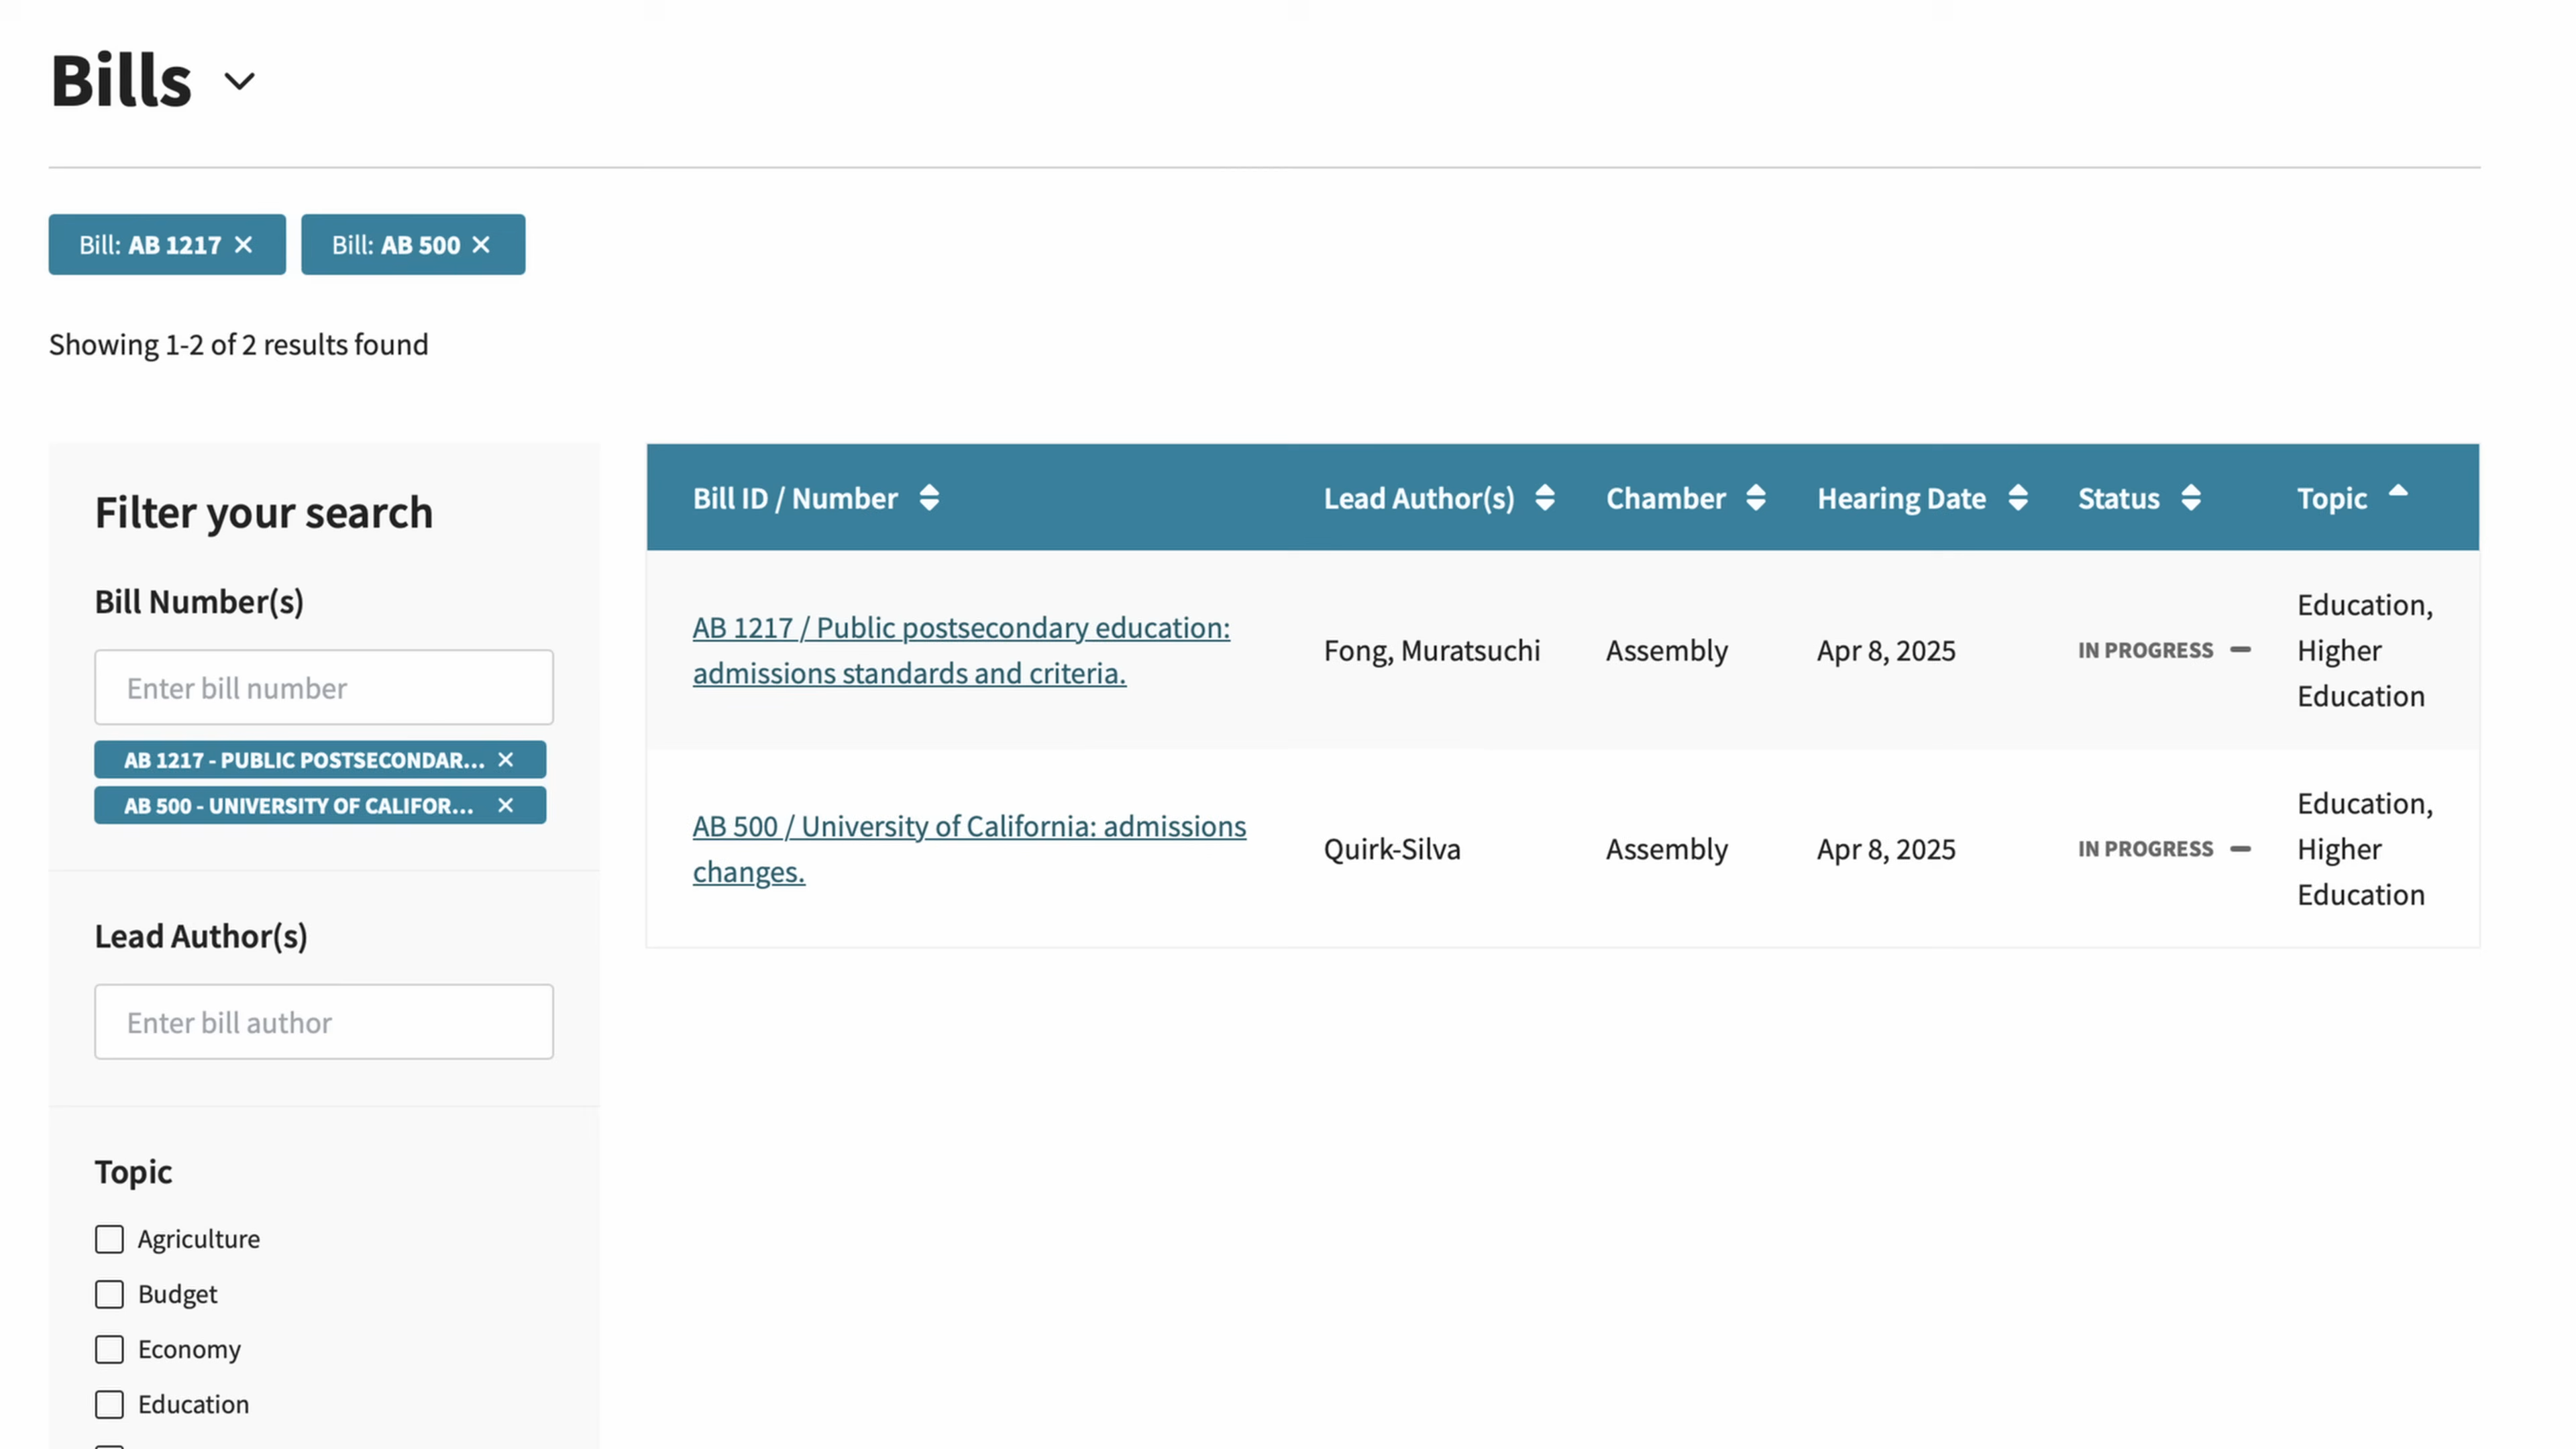 Bills
Bill: AB 1217 ×
Bill: AB 500 ×
Showing 1-2 of 2 results found
Filter your search
Bill Number(s)
Enter bill number
AB 1217 - PUBLIC POSTSECONDAR... ×
AB 500 - UNIVERSITY OF CALIFOR... ×
Lead Author(s)
Enter bill author
Topic
Agriculture
Budget
Economy
Education
Bill ID / Number
Lead Author(s)
Chamber
Hearing Date
Status
Topic
AB 1217 / Public postsecondary education:
admissions standards and criteria.
Fong, Muratsuchi
Assembly
Apr 8, 2025
IN PROGRESS
Education,
Higher
Education
AB 500 / University of California: admissions
changes.
Quirk-Silva
Assembly
Apr 8, 2025
IN PROGRESS
Education,
Higher
Education